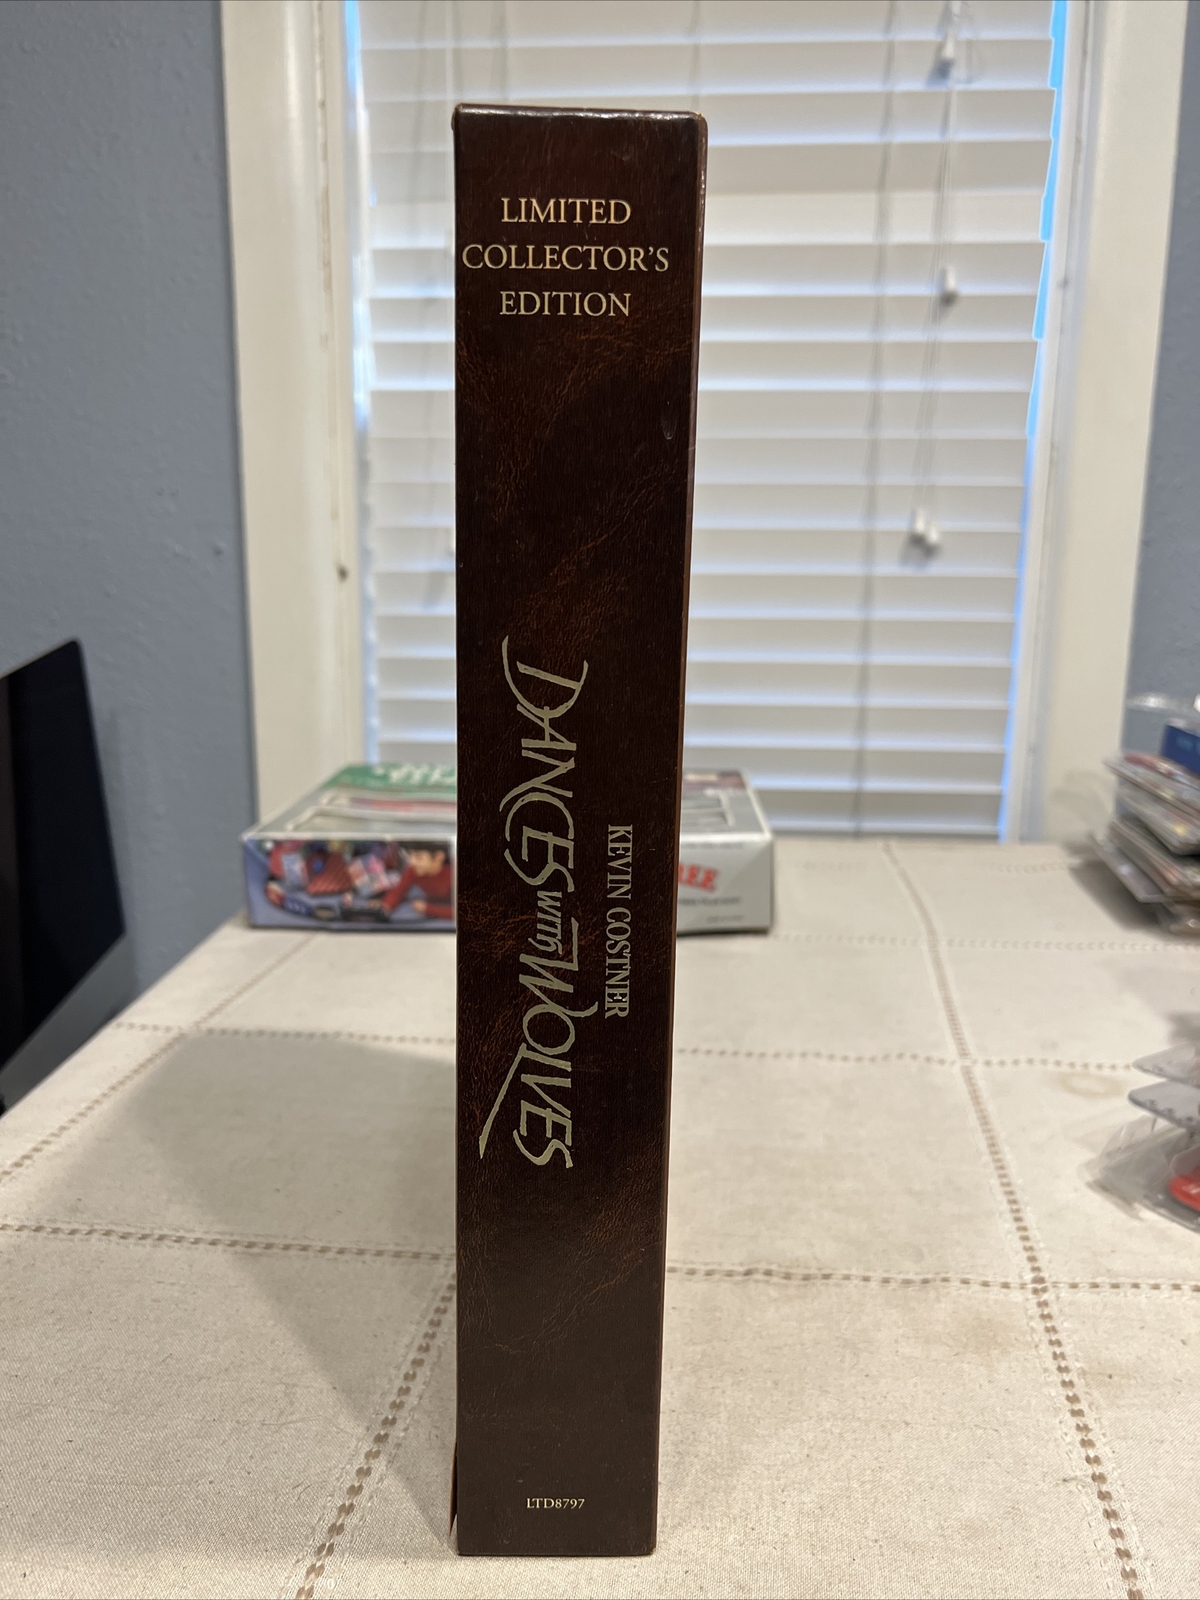 LIMITED
COLLECTOR'S
EDITION
KEVIN COSTNER
DANCES WITH WOLVES
LTD8797